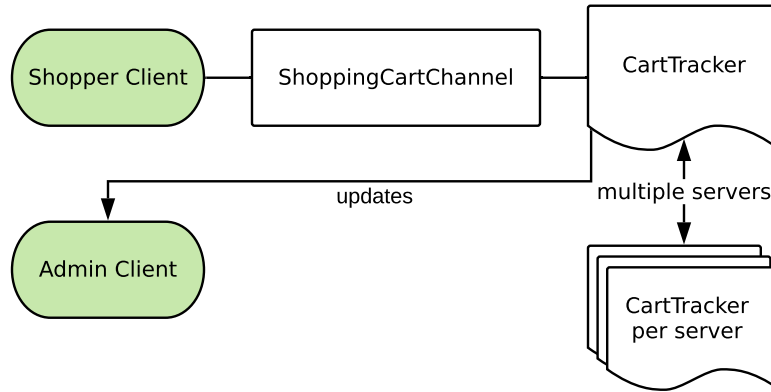 Shopper Client
ShoppingCartChannel
CartTracker
updates
multiple servers
Admin Client
CartTracker
per server